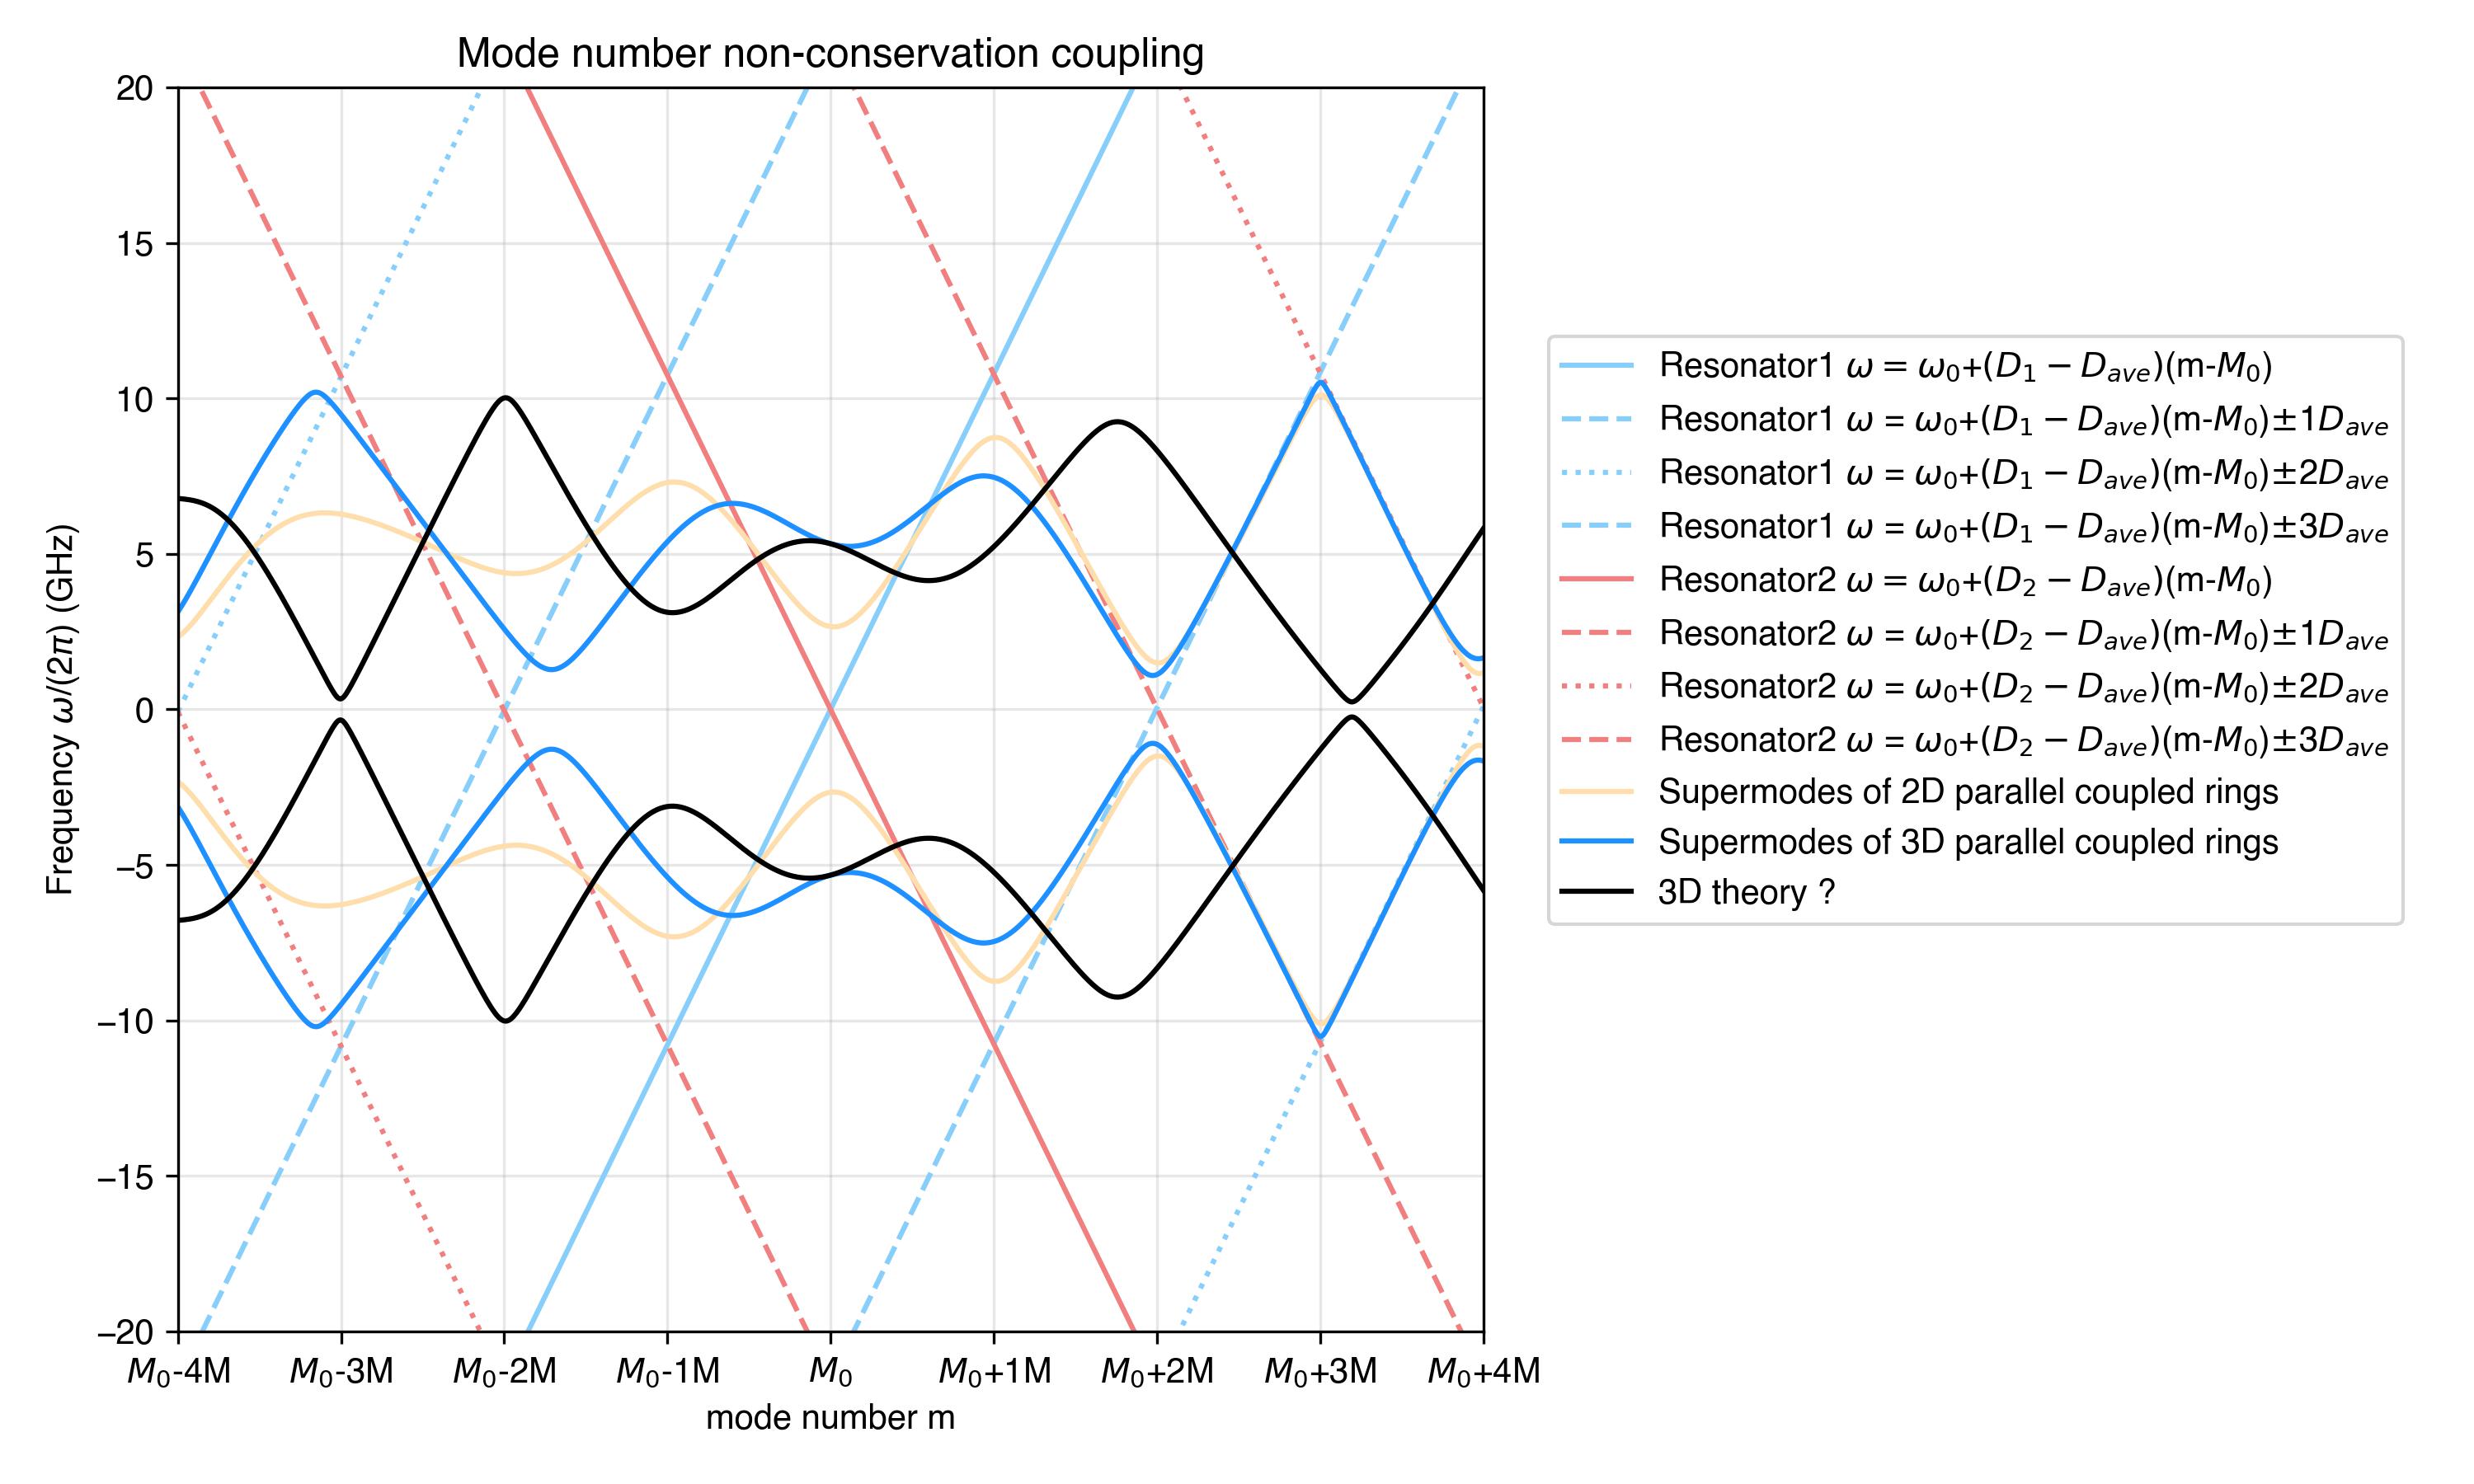 Mode number non-conservation coupling
20
15
10
5
0
−5
−10
−15
−20
Frequency ω/(2π) (GHz)
M₀-4M M₀-3M M₀-2M M₀-1M M₀ M₀+1M M₀+2M M₀+3M M₀+4M
mode number m
Resonator1 ω = ω₀+(D₁ − D_ave)(m-M₀)
Resonator1 ω = ω₀+(D₁ − D_ave)(m-M₀)±1D_ave
Resonator1 ω = ω₀+(D₁ − D_ave)(m-M₀)±2D_ave
Resonator1 ω = ω₀+(D₁ − D_ave)(m-M₀)±3D_ave
Resonator2 ω = ω₀+(D₂ − D_ave)(m-M₀)
Resonator2 ω = ω₀+(D₂ − D_ave)(m-M₀)±1D_ave
Resonator2 ω = ω₀+(D₂ − D_ave)(m-M₀)±2D_ave
Resonator2 ω = ω₀+(D₂ − D_ave)(m-M₀)±3D_ave
Supermodes of 2D parallel coupled rings
Supermodes of 3D parallel coupled rings
3D theory ?